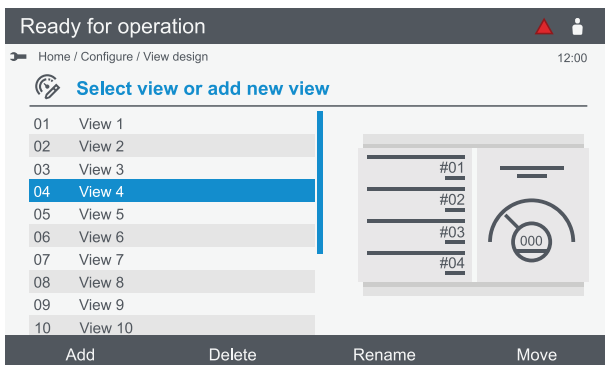 Ready for operation
Home / Configure / View design
12:00
Select view or add new view
01 View 1
02 View 2
03 View 3
04 View 4
05 View 5
06 View 6
07 View 7
08 View 8
09 View 9
10 View 10
#01
#02
#03
#04
000
Add Delete Rename Move